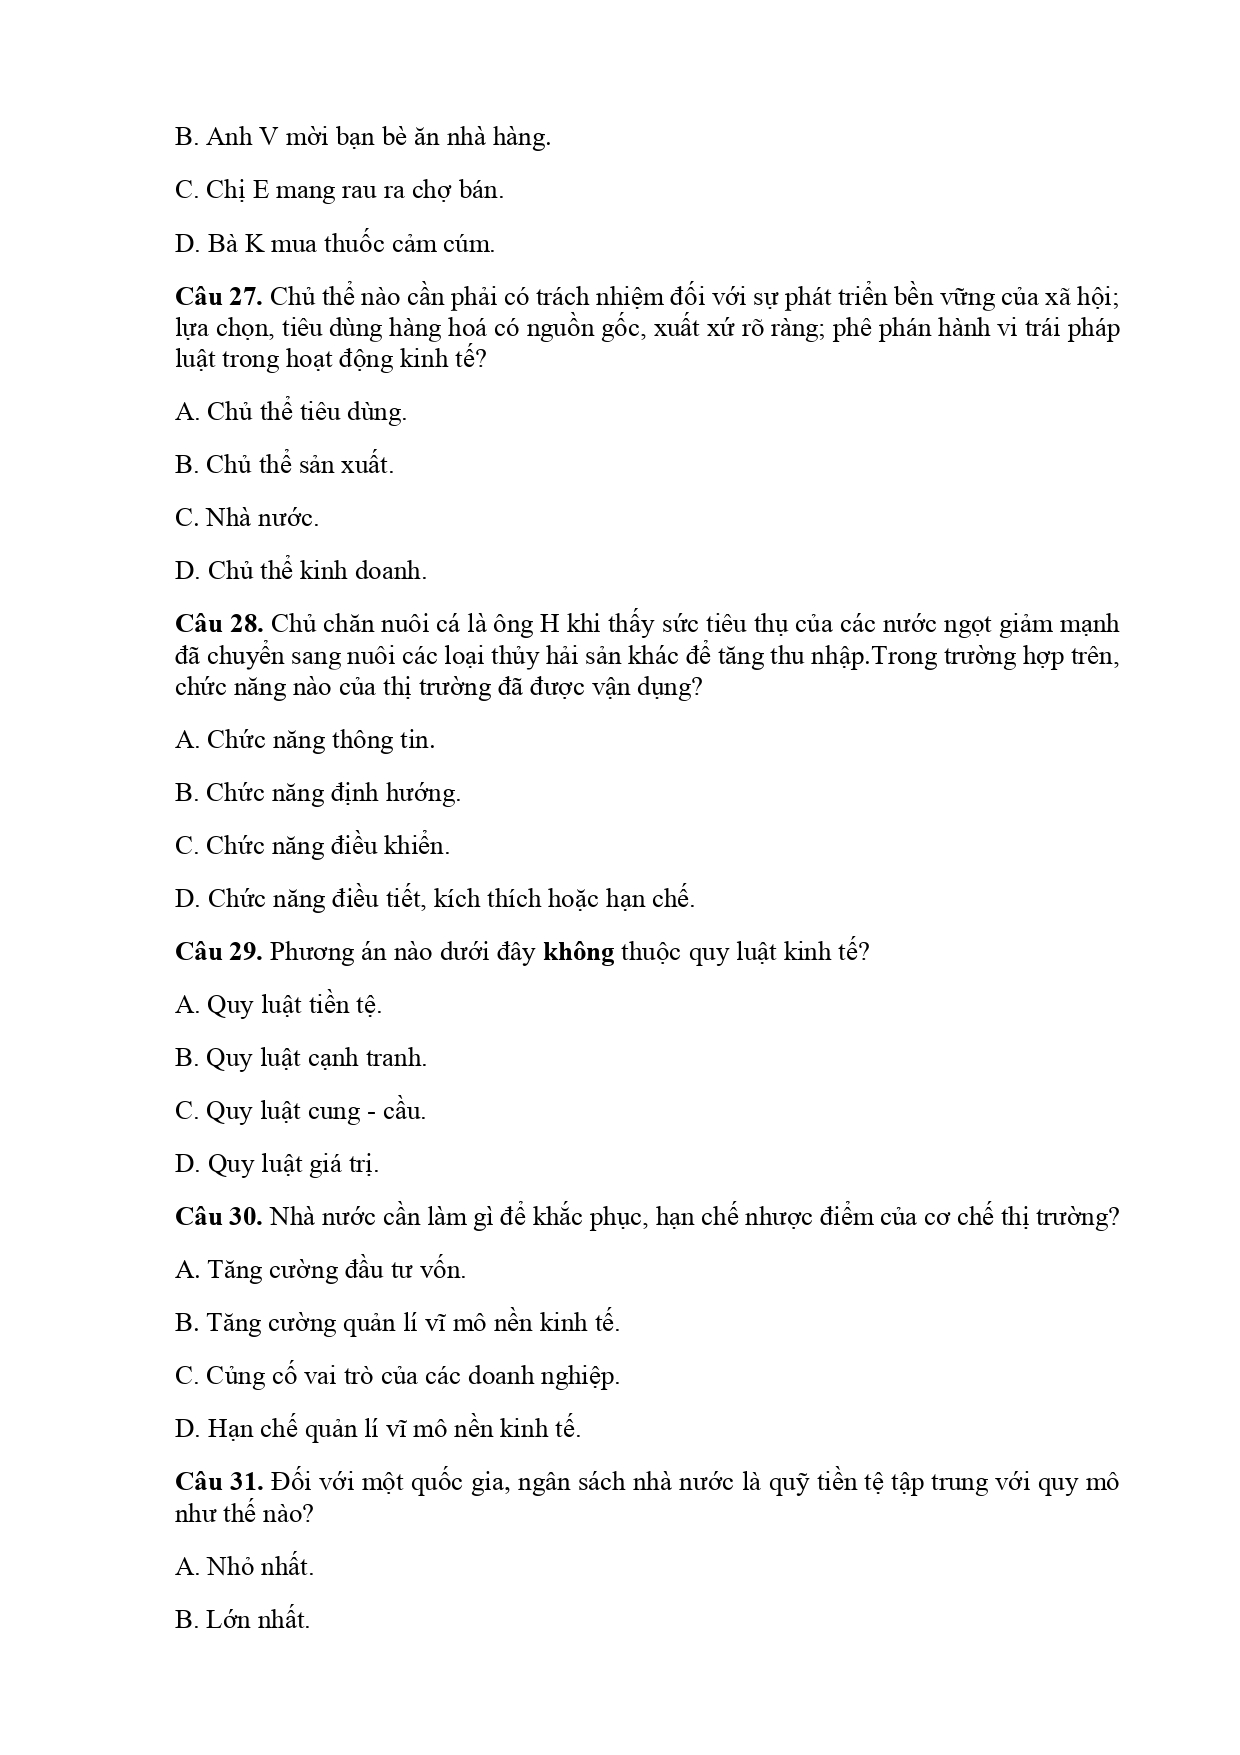 B. Anh V mời bạn bè ăn nhà hàng.
C. Chị E mang rau ra chợ bán.
D. Bà K mua thuốc cảm cúm.
Câu 27. Chủ thể nào cần phải có trách nhiệm đối với sự phát triển bền vững của xã hội;
lựa chọn, tiêu dùng hàng hoá có nguồn gốc, xuất xứ rõ ràng; phê phán hành vi trái pháp
luật trong hoạt động kinh tế?
A. Chủ thể tiêu dùng.
B. Chủ thể sản xuất.
C. Nhà nước.
D. Chủ thể kinh doanh.
Câu 28. Chủ chăn nuôi cá là ông H khi thấy sức tiêu thụ của các nước ngọt giảm mạnh
đã chuyển sang nuôi các loại thủy hải sản khác để tăng thu nhập.Trong trường hợp trên,
chức năng nào của thị trường đã được vận dụng?
A. Chức năng thông tin.
B. Chức năng định hướng.
C. Chức năng điều khiển.
D. Chức năng điều tiết, kích thích hoặc hạn chế.
Câu 29. Phương án nào dưới đây không thuộc quy luật kinh tế?
A. Quy luật tiền tệ.
B. Quy luật cạnh tranh.
C. Quy luật cung - cầu.
D. Quy luật giá trị.
Câu 30. Nhà nước cần làm gì để khắc phục, hạn chế nhược điểm của cơ chế thị trường?
A. Tăng cường đầu tư vốn.
B. Tăng cường quản lí vĩ mô nền kinh tế.
C. Củng cố vai trò của các doanh nghiệp.
D. Hạn chế quản lí vĩ mô nền kinh tế.
Câu 31. Đối với một quốc gia, ngân sách nhà nước là quỹ tiền tệ tập trung với quy mô
như thế nào?
A. Nhỏ nhất.
B. Lớn nhất.